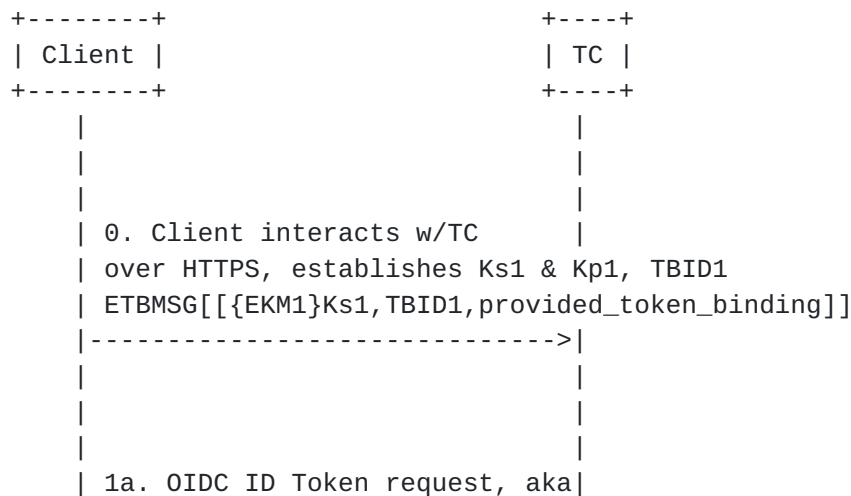 +--------+                        +----+
| Client |                        | TC |
+--------+                        +----+
    |                               |
    |                               |
    |                               |
    | 0. Client interacts w/TC      |
    | over HTTPS, establishes Ks1 & Kp1, TBID1
    | ETBMSG[[{EKM1}Ks1,TBID1,provided_token_binding]]
    |------------------------------>|
    |                               |
    |                               |
    |                               |
    | 1a. OIDC ID Token request, aka|